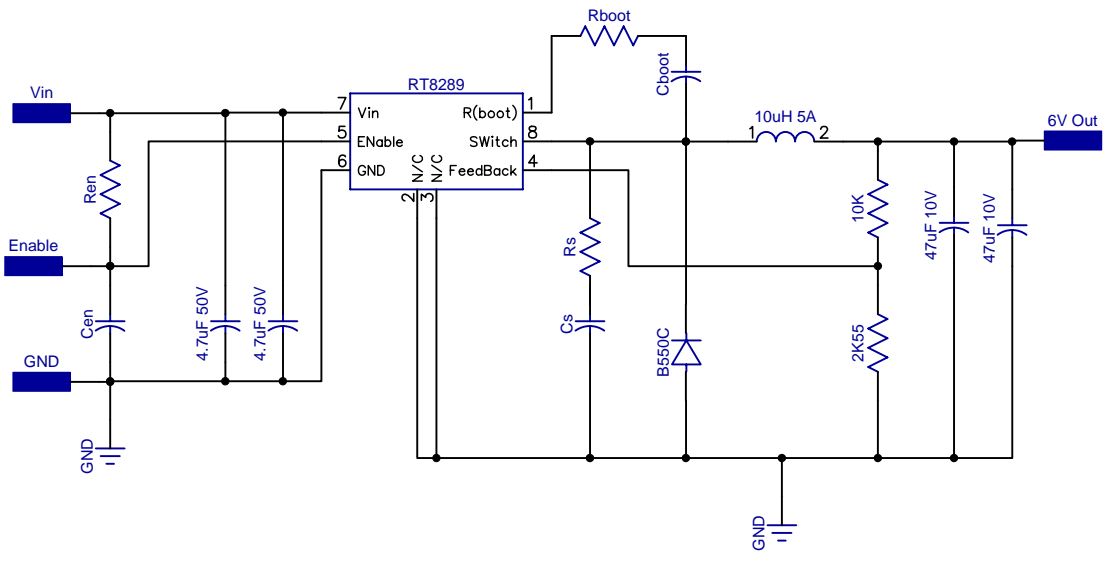 Rboot
Cboot
RT8289
Vin
7
Vin
R(boot)
1
10uH 5A
6V Out
5
ENable
SWitch
8
1
2
6
GND
N/C
N/C
FeedBack
4
2
3
Ren
10K
47uF 10V
47uF 10V
Enable
Rs
Cen
4.7uF 50V
4.7uF 50V
Cs
B550C
2K55
GND
GND
GND